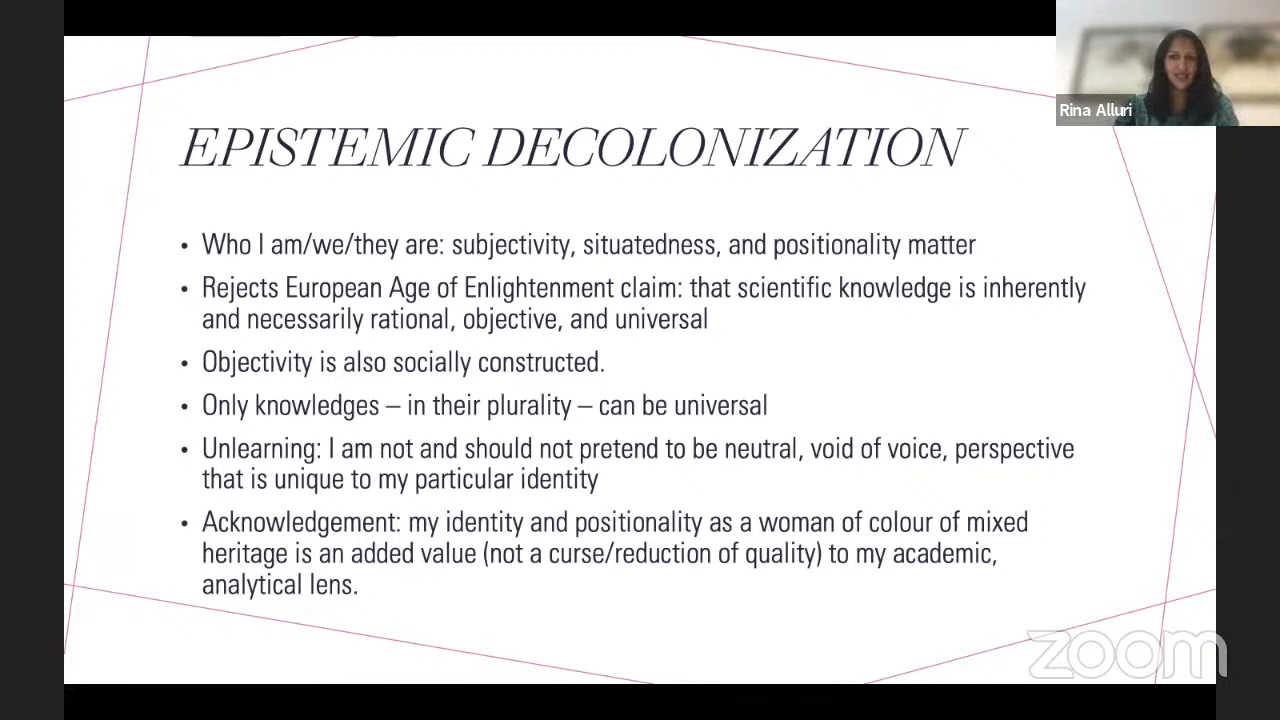 Rina Alluri
EPISTEMIC DECOLONIZATION
• Who I am/we/they are: subjectivity, situatedness, and positionality matter
• Rejects European Age of Enlightenment claim: that scientific knowledge is inherently
and necessarily rational, objective, and universal
• Objectivity is also socially constructed.
• Only knowledges – in their plurality – can be universal
• Unlearning: I am not and should not pretend to be neutral, void of voice, perspective
that is unique to my particular identity
• Acknowledgement: my identity and positionality as a woman of colour of mixed
heritage is an added value (not a curse/reduction of quality) to my academic,
analytical lens.
zoom